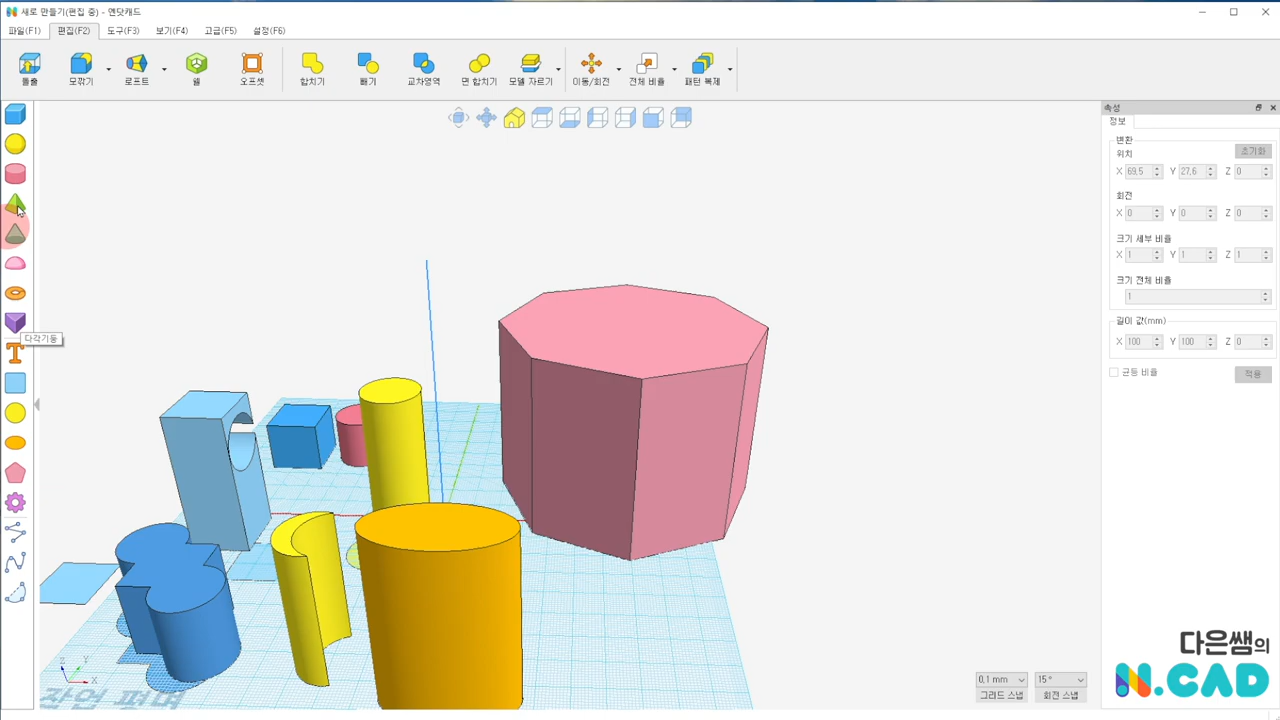 새로 만들기(편집 중) - 엔닷캐드
파일(F1) 편집(F2) 도구(F3) 보기(F4) 고급(F5) 설정(F6)
돌출 모깎기 로프트 쉘 오프셋 합치기 빼기 교차영역 면 합치기 모델 자르기 이동/회전 전체 비율 패턴 복제
속성
정보
변환
위치 초기화
X 69,5 Y 27,6 Z 0
회전
X 0 Y 0 Z 0
크기 세부 비율
X 1 Y 1 Z 1
크기 전체 비율
1
길이 값(mm)
X 100 Y 100 Z 0
균등 비율 적용
다각기둥
T
Z Y X
0,1 mm 15°
그리드 스냅 회전 스냅
다은쌤의
N.CAD